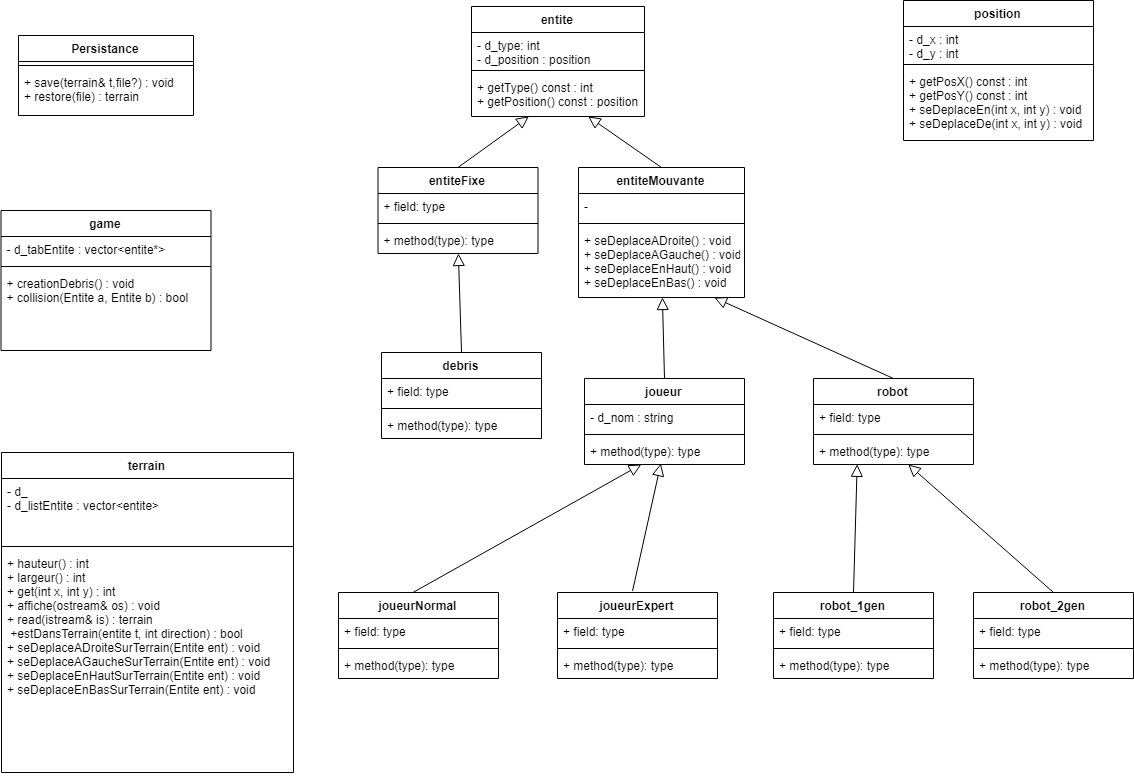 Persistance
+ save(terrain& t,file?) : void
+ restore(file) : terrain
entite
- d_type: int
- d_position : position
+ getType() const : int
+ getPosition() const : position
position
- d_x : int
- d_y : int
+ getPosX() const : int
+ getPosY() const : int
+ seDeplaceEn(int x, int y) : void
+ seDeplaceDe(int x, int y) : void
entiteFixe
+ field: type
+ method(type): type
entiteMouvante
-
+ seDeplaceADroite() : void
+ seDeplaceAGauche() : void
+ seDeplaceEnHaut() : void
+ seDeplaceEnBas() : void
game
- d_tabEntite : vector<entite*>
+ creationDebris() : void
+ collision(Entite a, Entite b) : bool
debris
+ field: type
+ method(type): type
joueur
- d_nom : string
+ method(type): type
robot
+ field: type
+ method(type): type
terrain
- d_
- d_listEntite : vector<entite>
+ hauteur() : int
+ largeur() : int
+ get(int x, int y) : int
+ affiche(ostream& os) : void
+ read(istream& is) : terrain
+estDansTerrain(entite t, int direction) : bool
+ seDeplaceADroiteSurTerrain(Entite ent) : void
+ seDeplaceAGaucheSurTerrain(Entite ent) : void
+ seDeplaceEnHautSurTerrain(Entite ent) : void
+ seDeplaceEnBasSurTerrain(Entite ent) : void
joueurNormal
+ field: type
+ method(type): type
joueurExpert
+ field: type
+ method(type): type
robot_1gen
+ field: type
+ method(type): type
robot_2gen
+ field: type
+ method(type): type